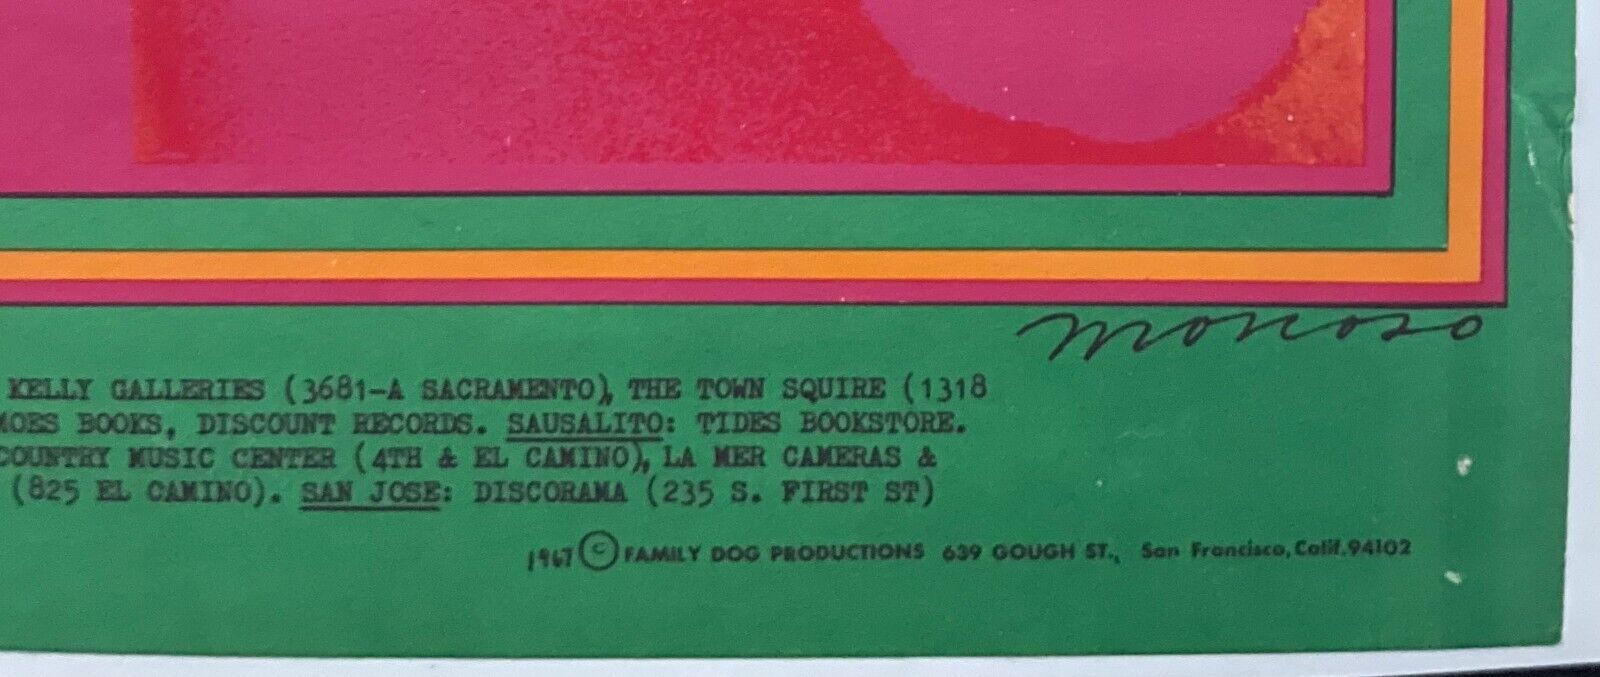 moscoso
KELLY GALLERIES (3681-A SACRAMENTO), THE TOWN SQUIRE (1318
MOES BOOKS, DISCOUNT RECORDS. SAUSALITO: TIDES BOOKSTORE.
COUNTRY MUSIC CENTER (4TH & EL CAMINO), LA MER CAMERAS &
(825 EL CAMINO). SAN JOSE: DISCORAMA (235 S. FIRST ST)
1967 © FAMILY DOG PRODUCTIONS 639 GOUGH ST., San Francisco, Calif. 94102